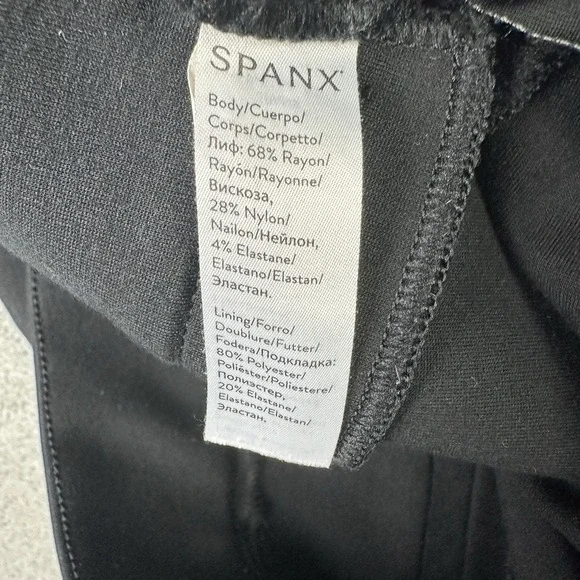 SPANX®
Body/Cuerpo/
Corps/Corpetto/
Лиф: 68% Rayon/
Rayón/Rayonne/
Вискоза,
28% Nylon/
Nailon/Нейлон,
4% Elastane/
Elastano/Elastan/
Эластан.
Lining/Forro/
Doublure/Futter/
Fodera/Подкладка:
80% Polyester/
Poliéster/Poliestere/
Полиэстер,
20% Elastane/
Elastano/Elastan/
Эластан.